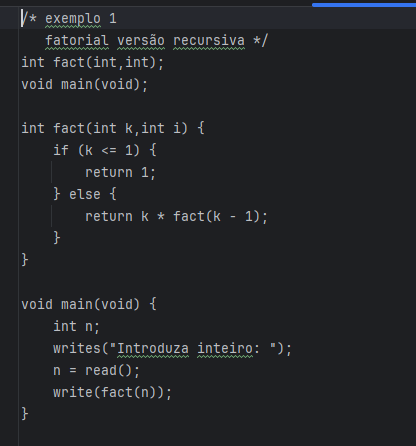 /* exemplo 1
   fatorial versão recursiva */
int fact(int,int);
void main(void);

int fact(int k,int i) {
    if (k <= 1) {
        return 1;
    } else {
        return k * fact(k - 1);
    }
}

void main(void) {
    int n;
    writes("Introduza inteiro: ");
    n = read();
    write(fact(n));
}